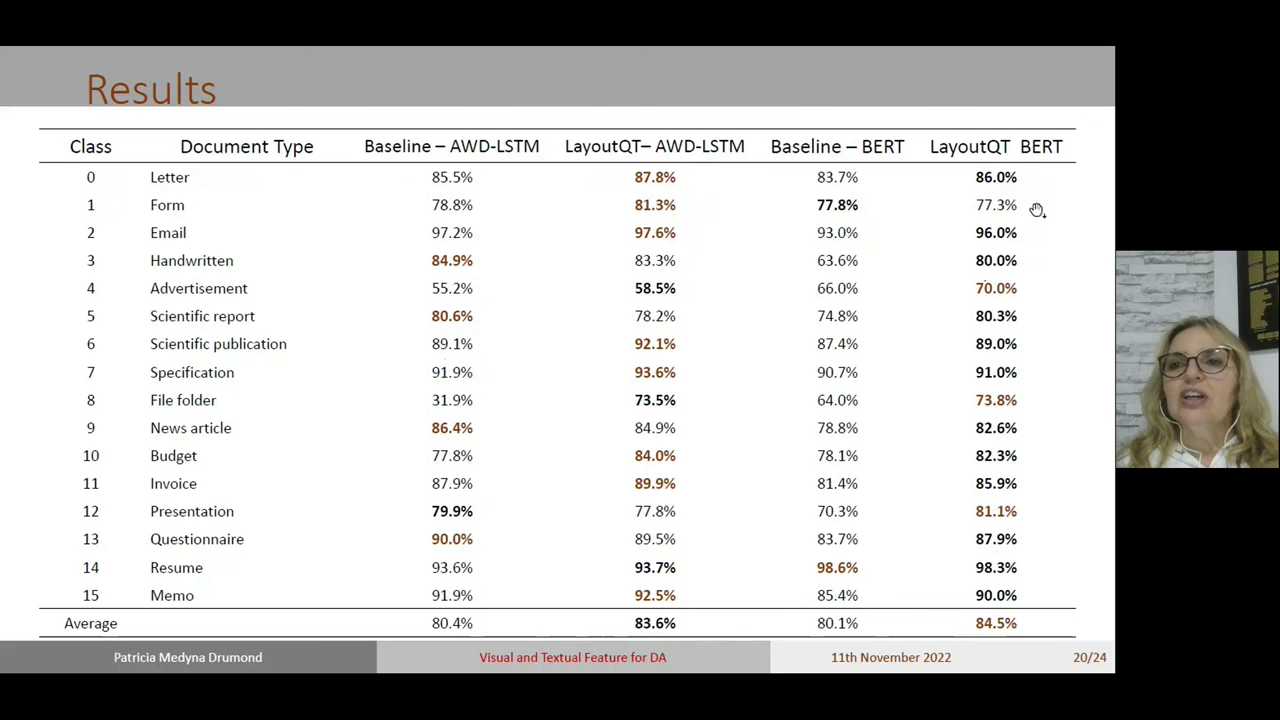 Results
Class Document Type Baseline – AWD-LSTM LayoutQT– AWD-LSTM Baseline – BERT LayoutQT BERT
0 Letter 85.5% 87.8% 83.7% 86.0%
1 Form 78.8% 81.3% 77.8% 77.3%
2 Email 97.2% 97.6% 93.0% 96.0%
3 Handwritten 84.9% 83.3% 63.6% 80.0%
4 Advertisement 55.2% 58.5% 66.0% 70.0%
5 Scientific report 80.6% 78.2% 74.8% 80.3%
6 Scientific publication 89.1% 92.1% 87.4% 89.0%
7 Specification 91.9% 93.6% 90.7% 91.0%
8 File folder 31.9% 73.5% 64.0% 73.8%
9 News article 86.4% 84.9% 78.8% 82.6%
10 Budget 77.8% 84.0% 78.1% 82.3%
11 Invoice 87.9% 89.9% 81.4% 85.9%
12 Presentation 79.9% 77.8% 70.3% 81.1%
13 Questionnaire 90.0% 89.5% 83.7% 87.9%
14 Resume 93.6% 93.7% 98.6% 98.3%
15 Memo 91.9% 92.5% 85.4% 90.0%
Average 80.4% 83.6% 80.1% 84.5%
Patricia Medyna Drumond Visual and Textual Feature for DA 11th November 2022 20/24